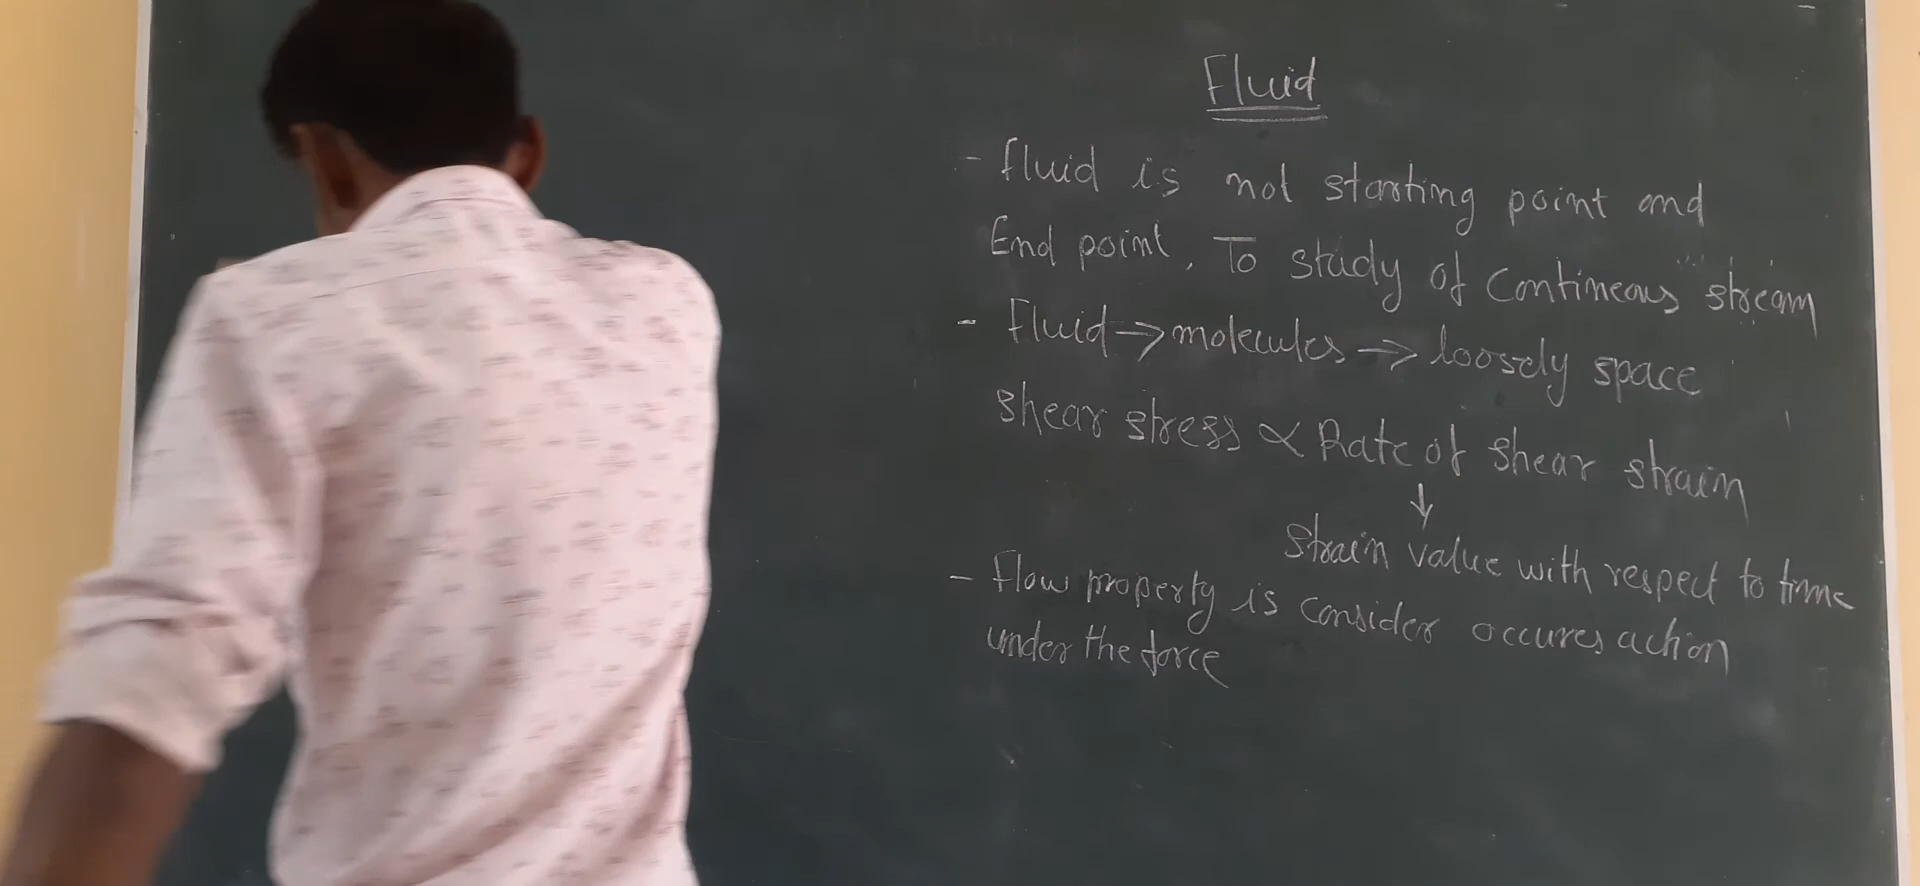 Fluid
- fluid is not starting point and
End point, To study of contineous stream
- Fluid → molecules → loosely space
shear stress ∝ Rate of shear strain
↓
strain value with respect to time
- flow property is consider occures action
under the force